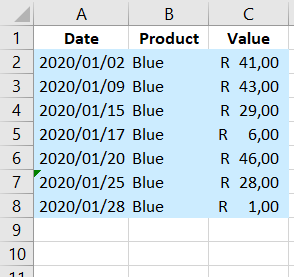 A B C
1 Date Product Value
2 2020/01/02 Blue R 41,00
3 2020/01/09 Blue R 43,00
4 2020/01/15 Blue R 29,00
5 2020/01/17 Blue R 6,00
6 2020/01/20 Blue R 46,00
7 2020/01/25 Blue R 28,00
8 2020/01/28 Blue R 1,00
9
10